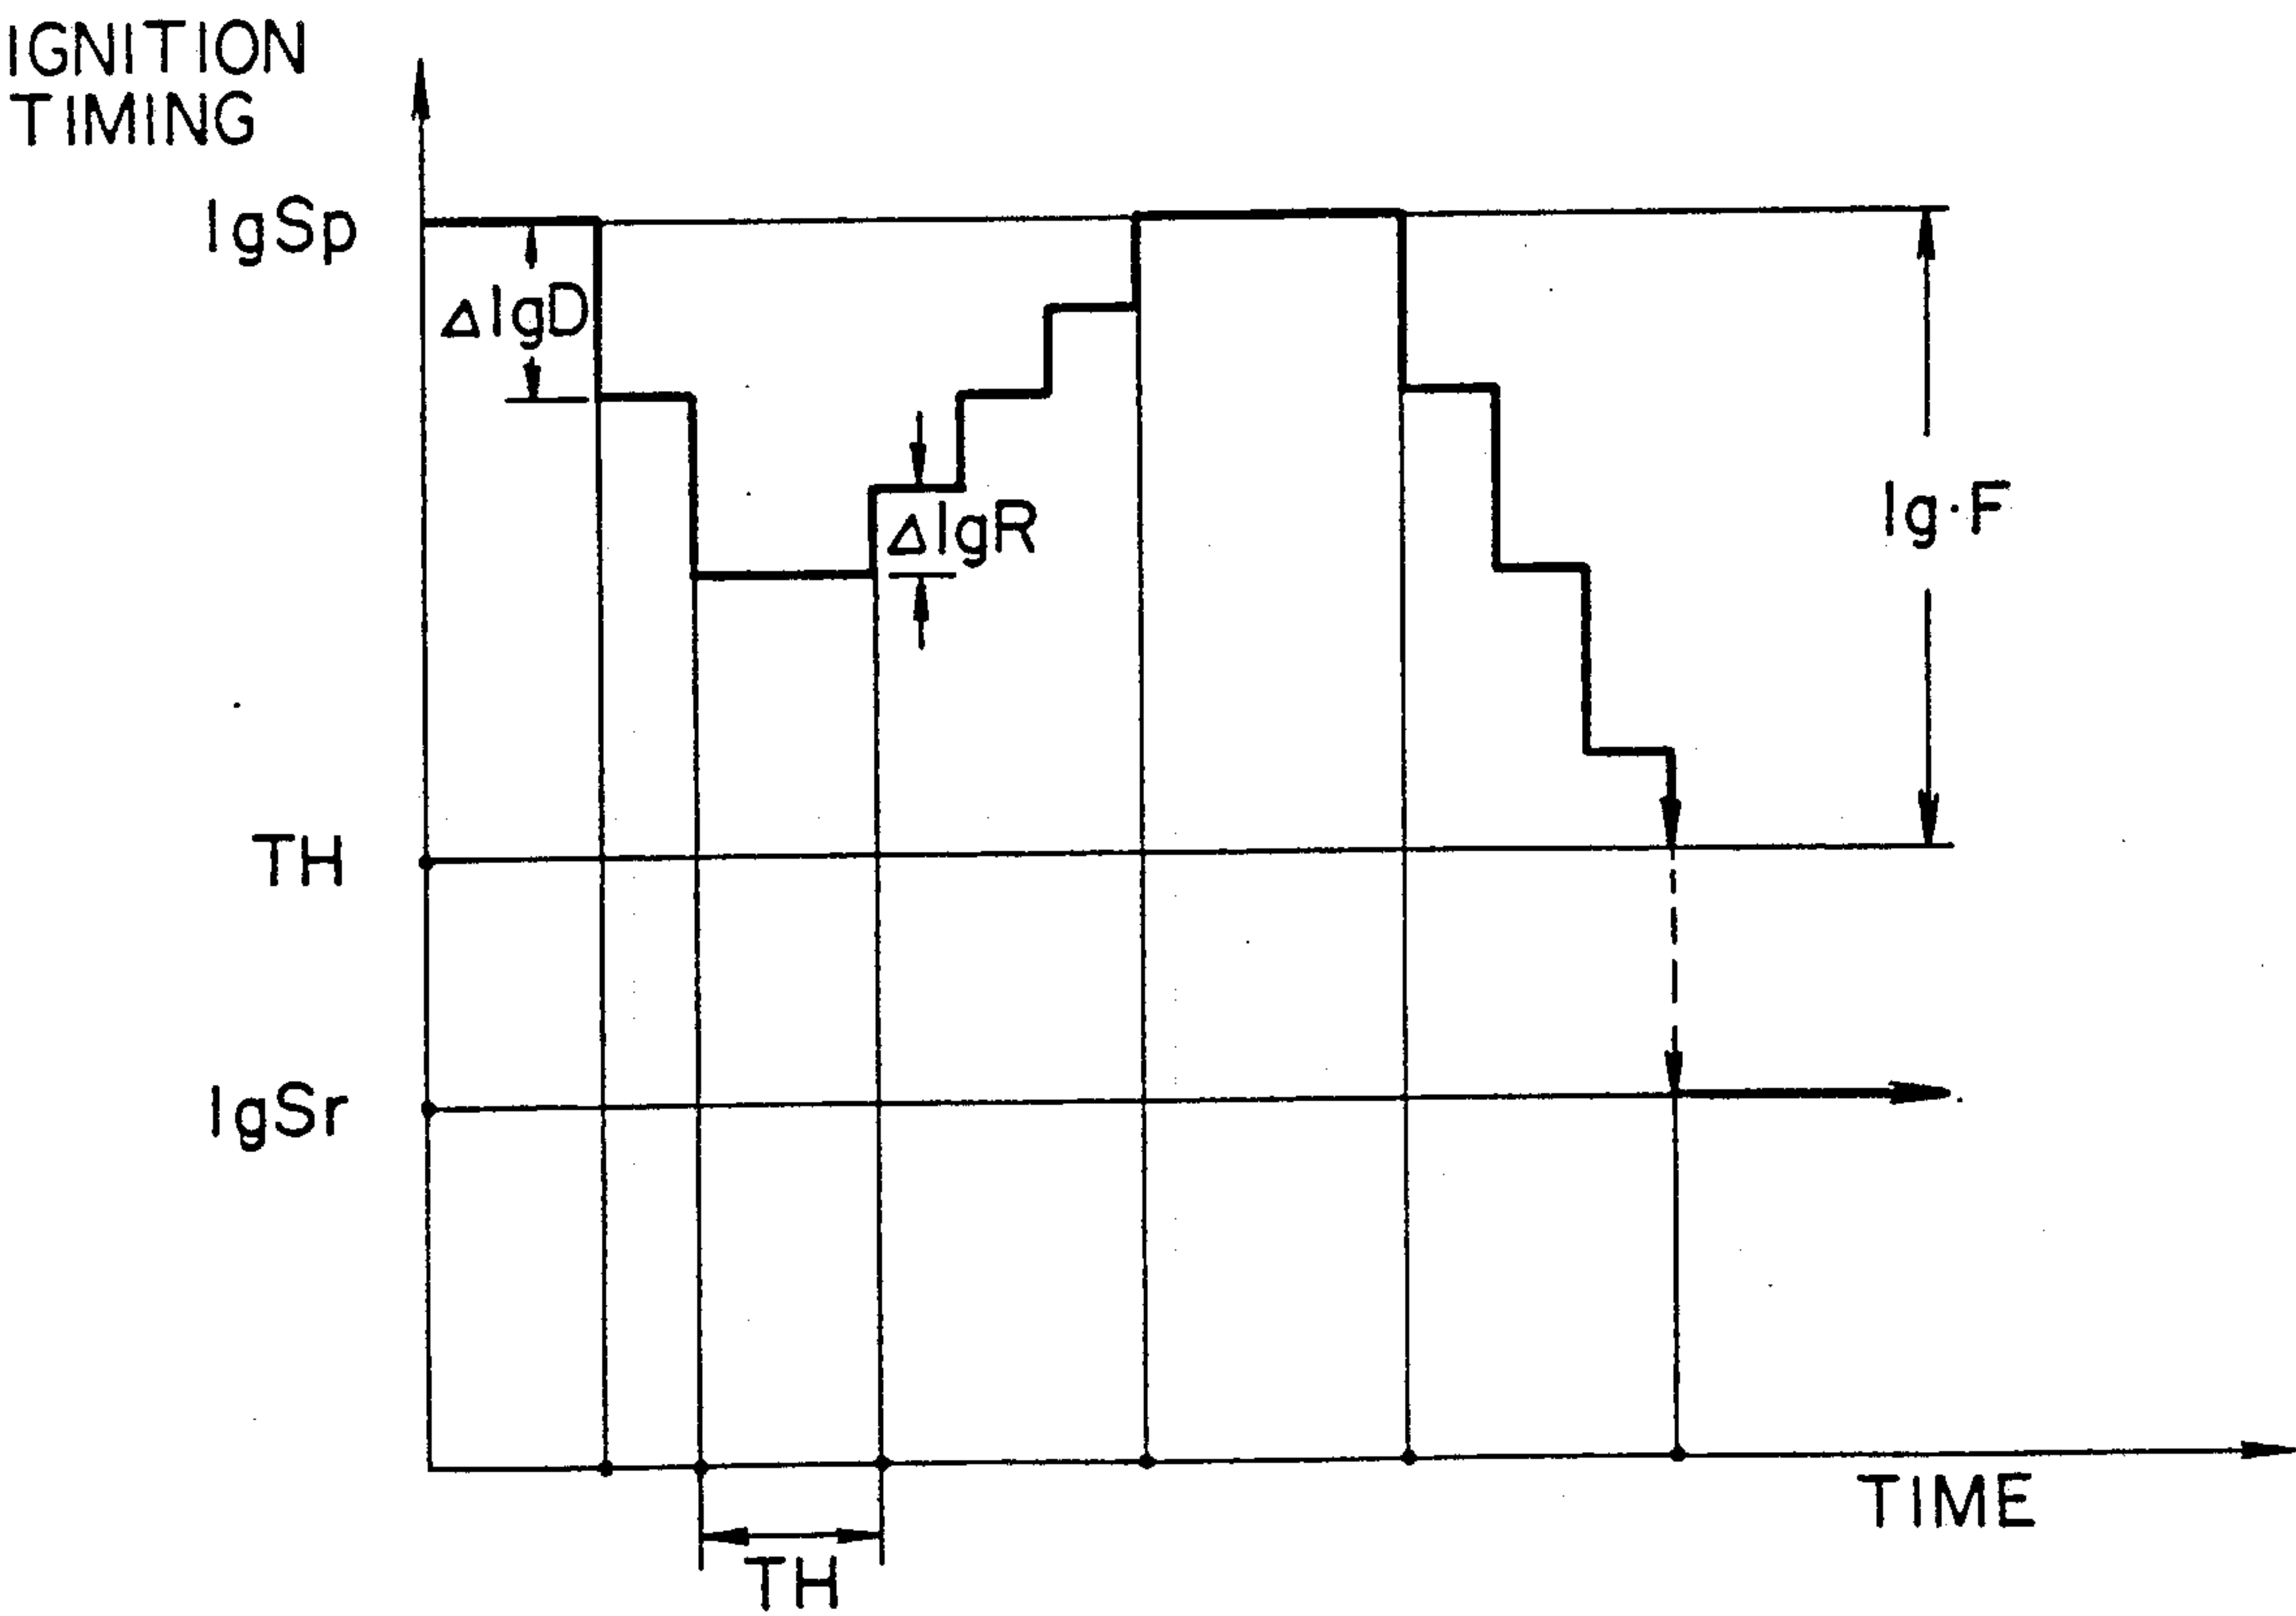 IGNITION
TIMING
IgSp
ΔIgD
ΔIgR
Ig·F
TH
IgSr
TIME
TH